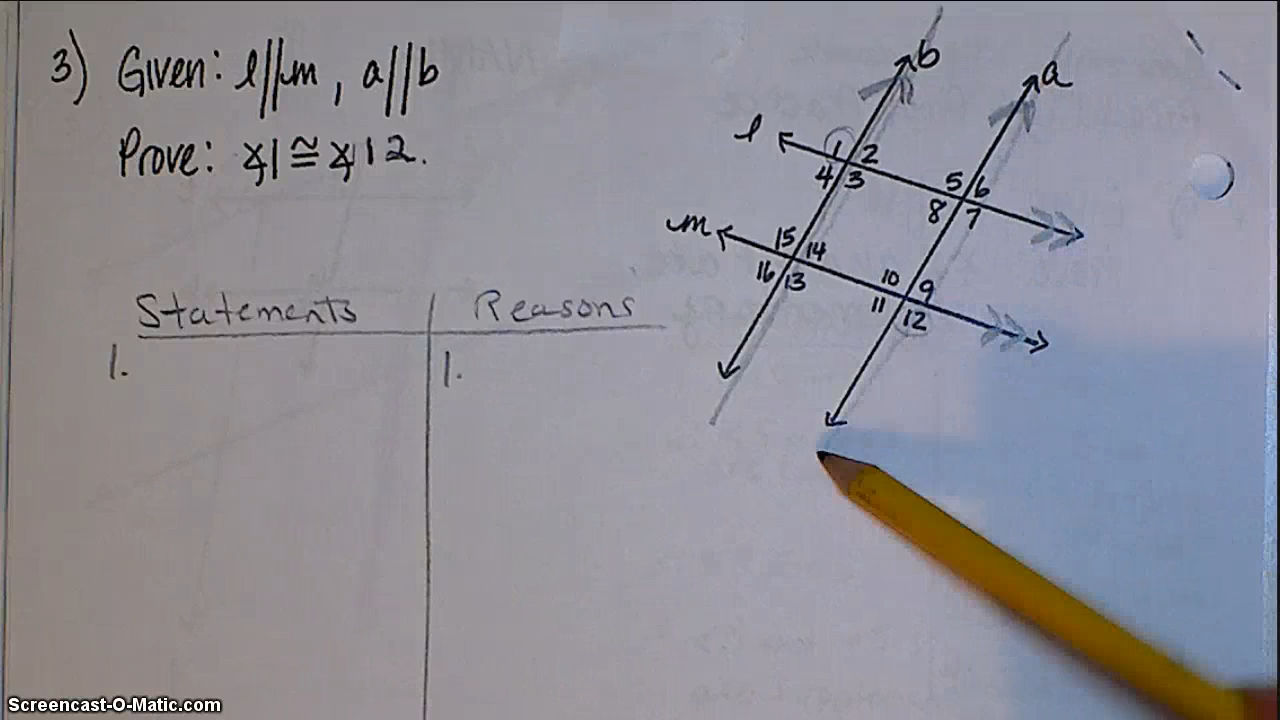 3) Given: l∥m, a∥b
Prove: ∡1≅∡12.
b
a
l
1 2
4 3
5 6
8 7
m
15 14
16 13
10 9
11 12
Statements Reasons
1. 1.
Screencast-O-Matic.com